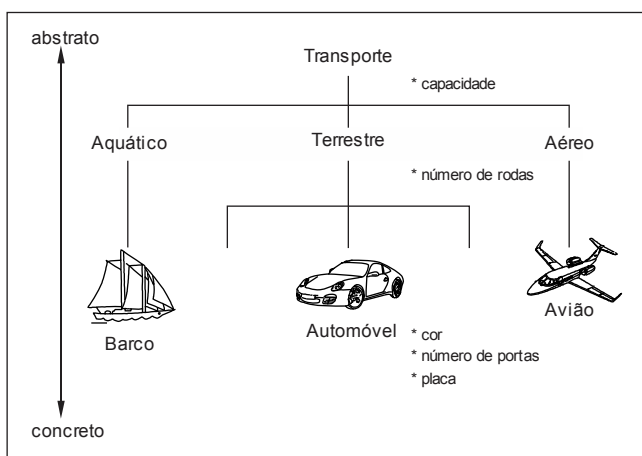 abstrato
Transporte
* capacidade
Aquático
Terrestre
Aéreo
* número de rodas
Barco
Automóvel
Avião
* cor
* número de portas
* placa
concreto